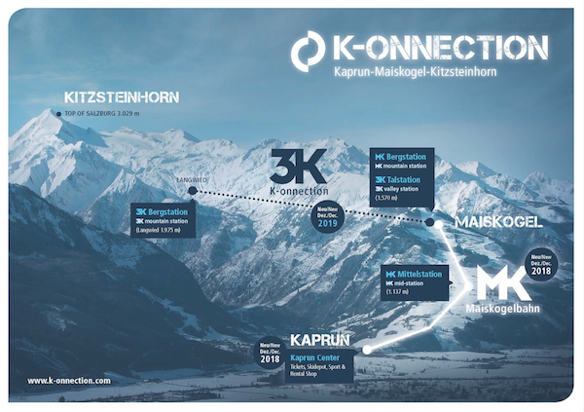 K-ONNECTION
Kaprun-Maiskogel-Kitzsteinhorn
KITZSTEINHORN
TOP OF SALZBURG 3.029 m
LANGWIED
3K
K-onnection
MK Bergstation
MK mountain station
3K Talstation
3K valley station
(1.570 m)
3K Bergstation
3K mountain station
(Langwied 1.975 m)
Neu/New
Dez./Dec.
2019
MAISKOGEL
Neu/New
Dez./Dec.
2018
MK Mittelstation
MK mid-station
(1.137 m)
MK
Maiskogelbahn
KAPRUN
Neu/New
Dez./Dec.
2018
Kaprun Center
Tickets, Skidepot, Sport &
Rental Shop
www.k-onnection.com